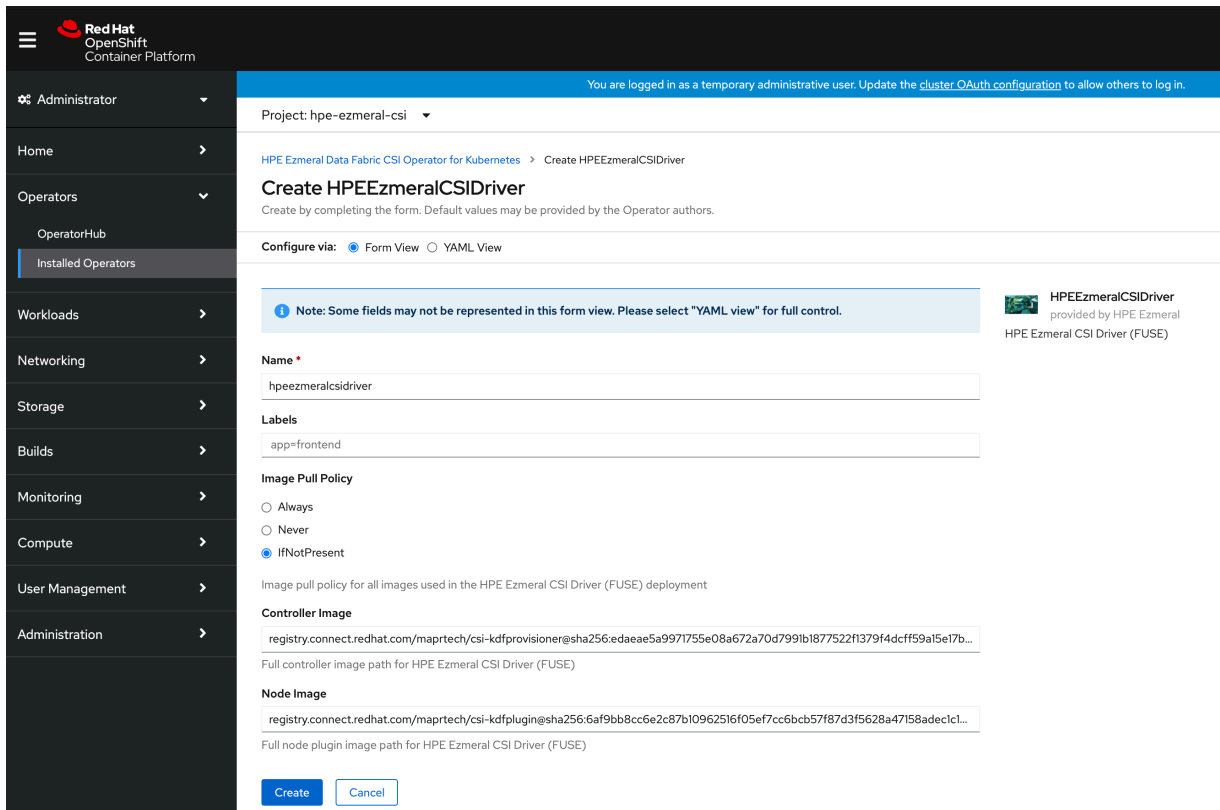 Red Hat
OpenShift
Container Platform
Administrator
Home
Operators
OperatorHub
Installed Operators
Workloads
Networking
Storage
Builds
Monitoring
Compute
User Management
Administration
You are logged in as a temporary administrative user. Update the cluster OAuth configuration to allow others to log in.
Project: hpe-ezmeral-csi
HPE Ezmeral Data Fabric CSI Operator for Kubernetes > Create HPEEzmeralCSIDriver
Create HPEEzmeralCSIDriver
Create by completing the form. Default values may be provided by the Operator authors.
Configure via: Form View YAML View
Note: Some fields may not be represented in this form view. Please select "YAML view" for full control.
Name *
hpeezmeralcsidriver
Labels
app=frontend
Image Pull Policy
Always
Never
IfNotPresent
Image pull policy for all images used in the HPE Ezmeral CSI Driver (FUSE) deployment
Controller Image
registry.connect.redhat.com/maprtech/csi-kdfprovisioner@sha256:edaeae5a9971755e08a672a70d7991b1877522f1379f4dcff59a15e17b...
Full controller image path for HPE Ezmeral CSI Driver (FUSE)
Node Image
registry.connect.redhat.com/maprtech/csi-kdfplugin@sha256:6af9bb8cc6e2c87b10962516f05ef7cc6bcb57f87d3f5628a47158adec1c1...
Full node plugin image path for HPE Ezmeral CSI Driver (FUSE)
Create
Cancel
HPEEzmeralCSIDriver
provided by HPE Ezmeral
HPE Ezmeral CSI Driver (FUSE)